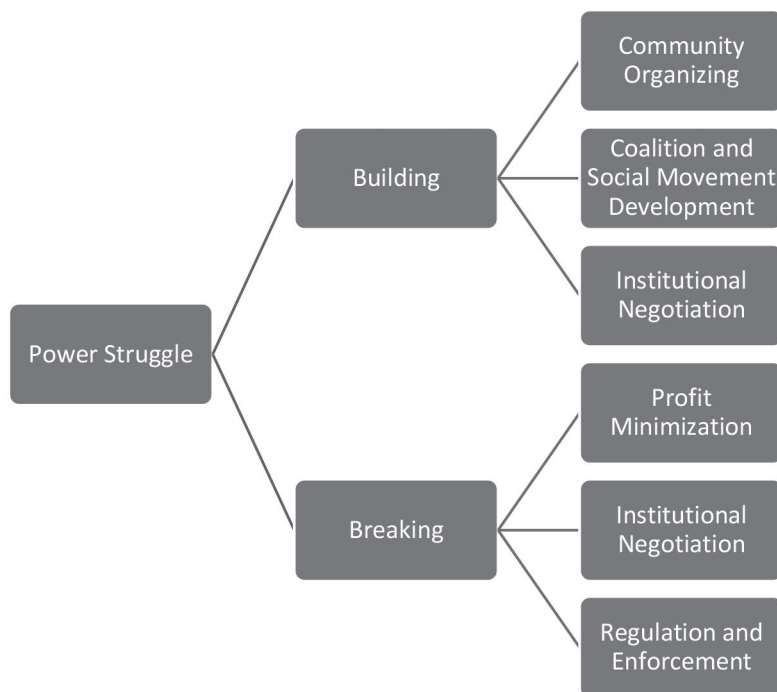 Community
Organizing
Coalition and
Social Movement
Development
Building
Institutional
Negotiation
Power Struggle
Profit
Minimization
Breaking
Institutional
Negotiation
Regulation and
Enforcement